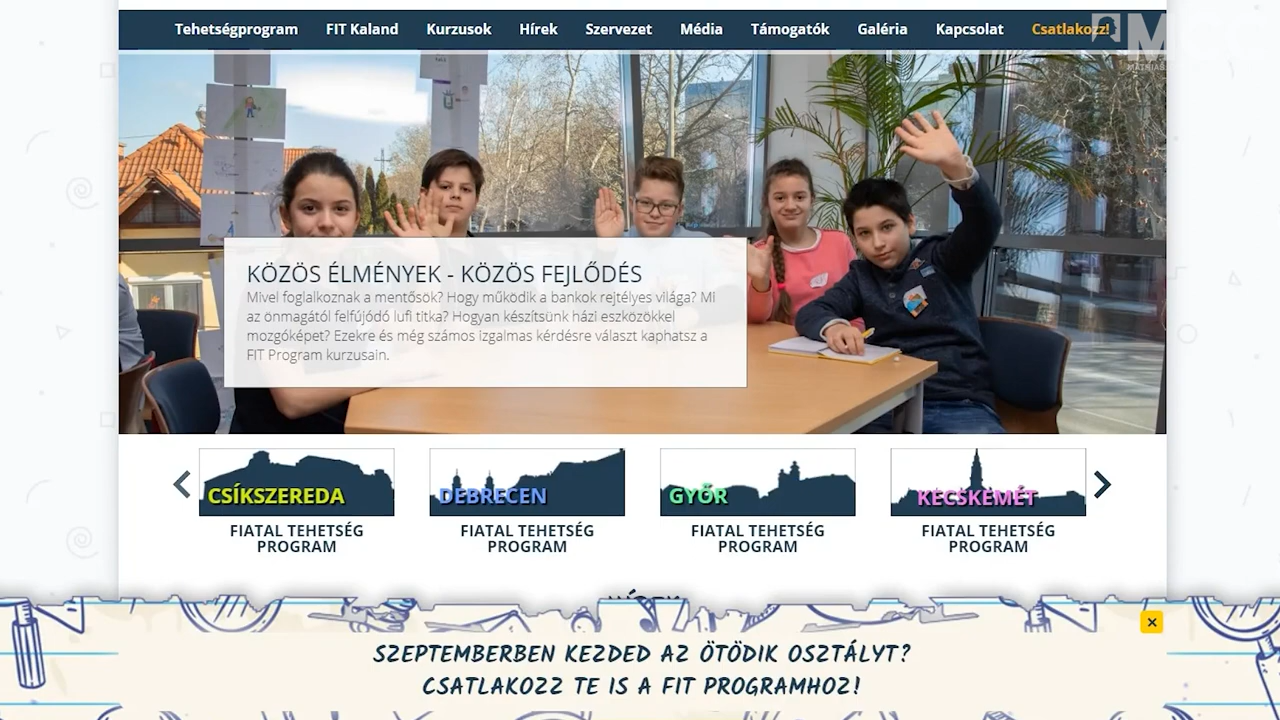 Tehetségprogram FIT Kaland Kurzusok Hírek Szervezet Média Támogatók Galéria Kapcsolat Csatlakozz!
KÖZÖS ÉLMÉNYEK - KÖZÖS FEJLŐDÉS
Mivel foglalkoznak a mentősök? Hogy működik a bankok rejtélyes világa? Mi
az önmagától felfújódó lufi titka? Hogyan készítsünk házi eszközökkel
mozgóképet? Ezekre és még számos izgalmas kérdésre választ kaphatsz a
FIT Program kurzusain.
CSÍKSZEREDA DEBRECEN GYŐR KECSKEMÉT
FIATAL TEHETSÉG FIATAL TEHETSÉG FIATAL TEHETSÉG FIATAL TEHETSÉG
PROGRAM PROGRAM PROGRAM PROGRAM
SZEPTEMBERBEN KEZDED AZ ÖTÖDIK OSZTÁLYT?
CSATLAKOZZ TE IS A FIT PROGRAMHOZ!